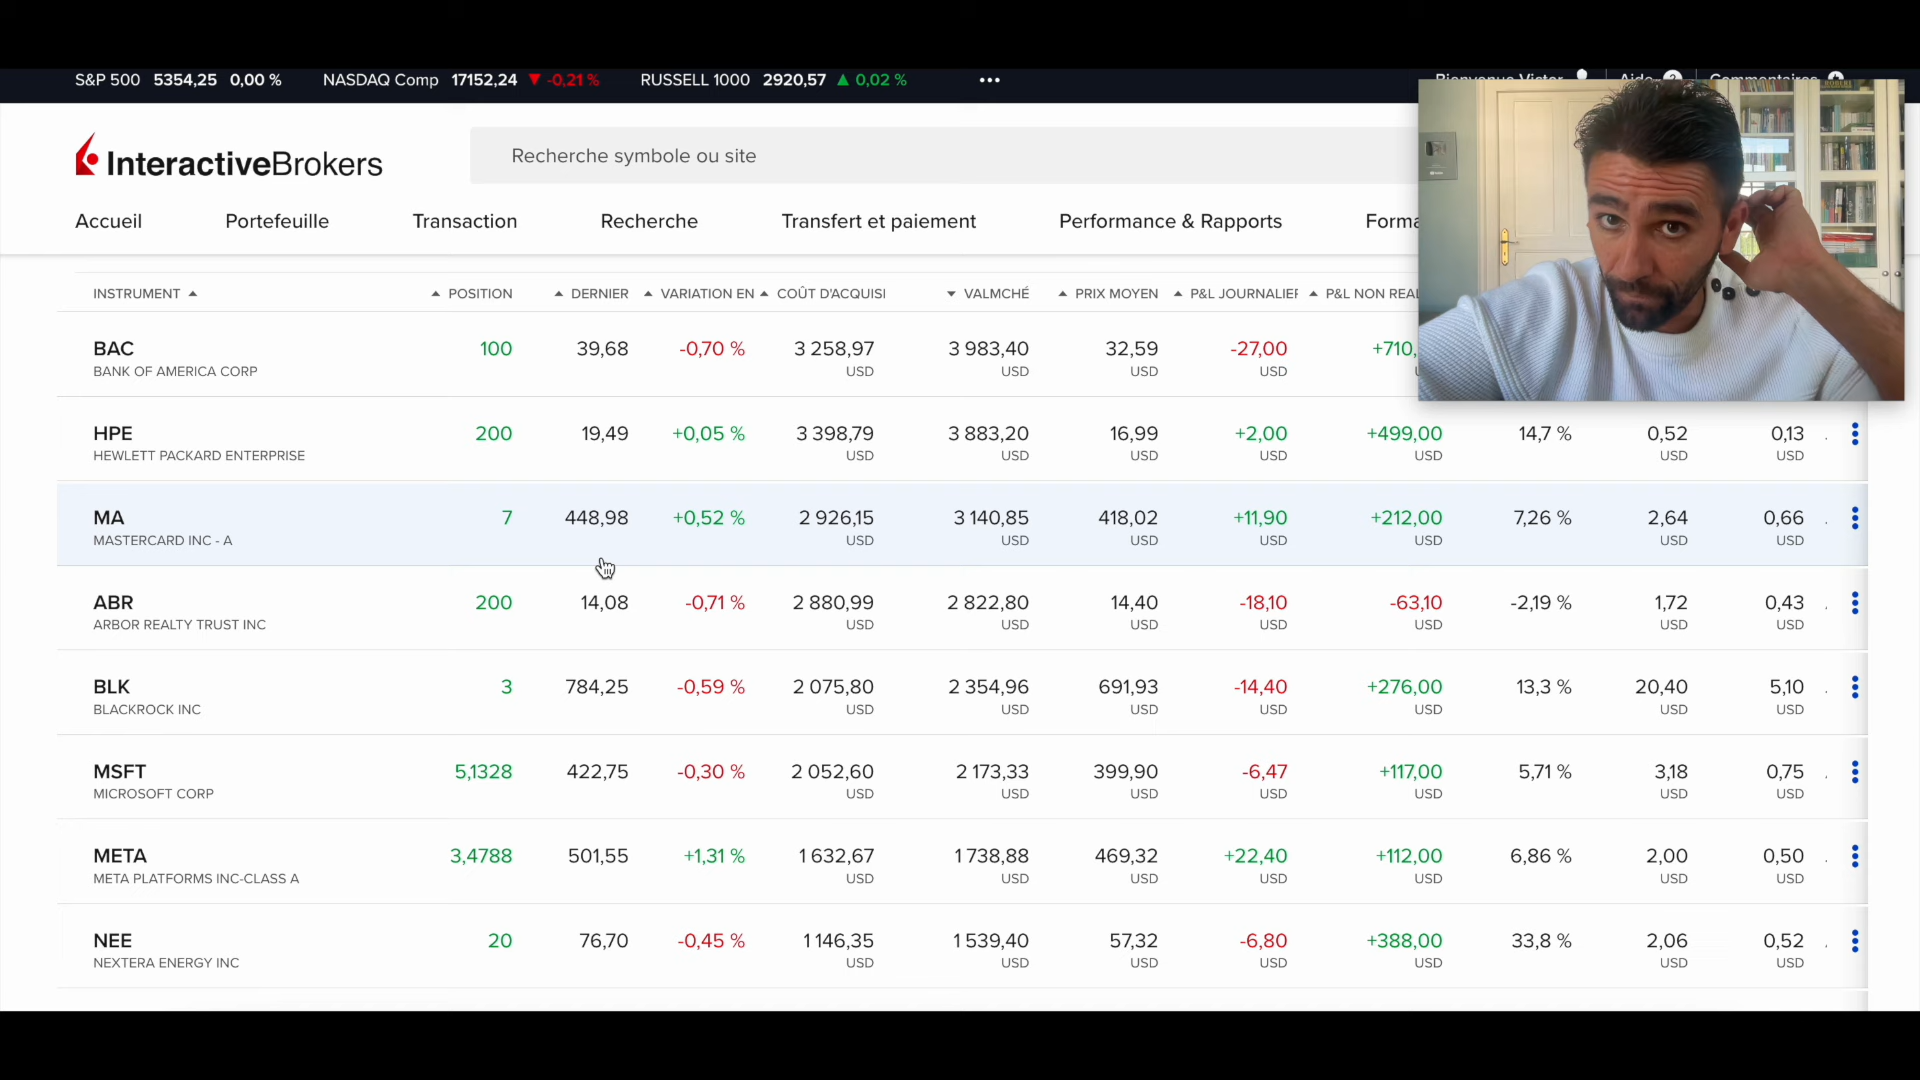 S&P 500 5354,25 0,00 % NASDAQ Comp 17152,24 ▼ -0,21 % RUSSELL 1000 2920,57 ▲ 0,02 % •••
InteractiveBrokers
Recherche symbole ou site
Accueil Portefeuille Transaction Recherche Transfert et paiement Performance & Rapports Forma
INSTRUMENT POSITION DERNIER VARIATION EN COÛT D'ACQUISI VALMCHÉ PRIX MOYEN P&L JOURNALIER P&L NON REAL
BAC 100 39,68 -0,70 % 3 258,97 3 983,40 32,59 -27,00 +710,
BANK OF AMERICA CORP USD USD USD USD
HPE 200 19,49 +0,05 % 3 398,79 3 883,20 16,99 +2,00 +499,00 14,7 % 0,52 0,13
HEWLETT PACKARD ENTERPRISE USD USD USD USD USD USD USD
MA 7 448,98 +0,52 % 2 926,15 3 140,85 418,02 +11,90 +212,00 7,26 % 2,64 0,66
MASTERCARD INC - A USD USD USD USD USD USD USD
ABR 200 14,08 -0,71 % 2 880,99 2 822,80 14,40 -18,10 -63,10 -2,19 % 1,72 0,43
ARBOR REALTY TRUST INC USD USD USD USD USD USD USD
BLK 3 784,25 -0,59 % 2 075,80 2 354,96 691,93 -14,40 +276,00 13,3 % 20,40 5,10
BLACKROCK INC USD USD USD USD USD USD USD
MSFT 5,1328 422,75 -0,30 % 2 052,60 2 173,33 399,90 -6,47 +117,00 5,71 % 3,18 0,75
MICROSOFT CORP USD USD USD USD USD USD USD
META 3,4788 501,55 +1,31 % 1 632,67 1 738,88 469,32 +22,40 +112,00 6,86 % 2,00 0,50
META PLATFORMS INC-CLASS A USD USD USD USD USD USD USD
NEE 20 76,70 -0,45 % 1 146,35 1 539,40 57,32 -6,80 +388,00 33,8 % 2,06 0,52
NEXTERA ENERGY INC USD USD USD USD USD USD USD